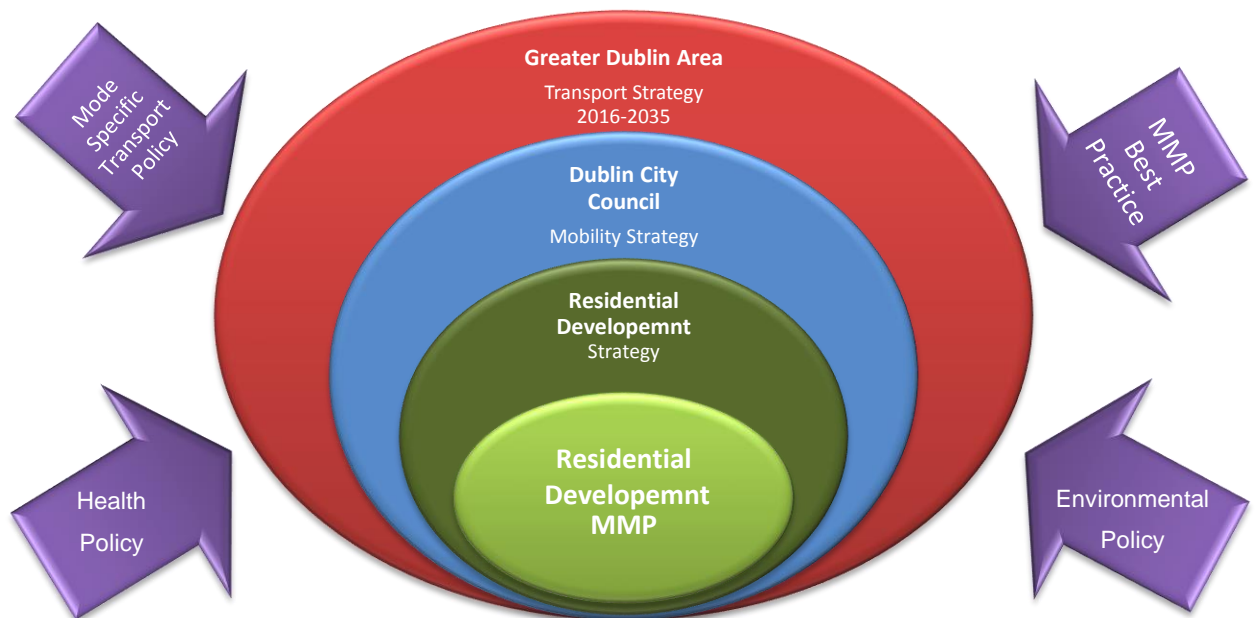 Mode
Specific
Transport
Policy
Greater Dublin Area
Transport Strategy
2016-2035
MMP
Best
Practice
Dublin City
Council
Mobility Strategy
Residential
Developemnt
Strategy
Health
Policy
Residential
Developemnt
MMP
Environmental
Policy